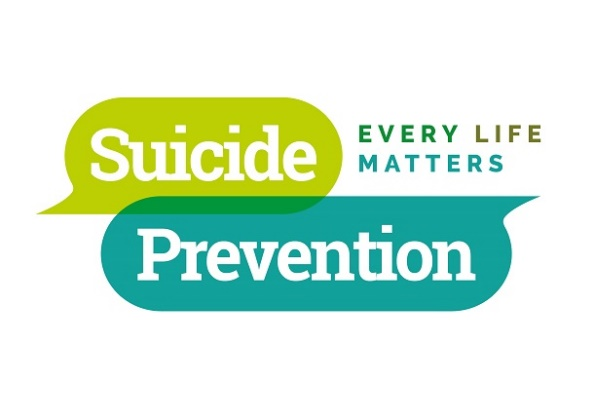 Suicide
EVERY LIFE
MATTERS
Prevention